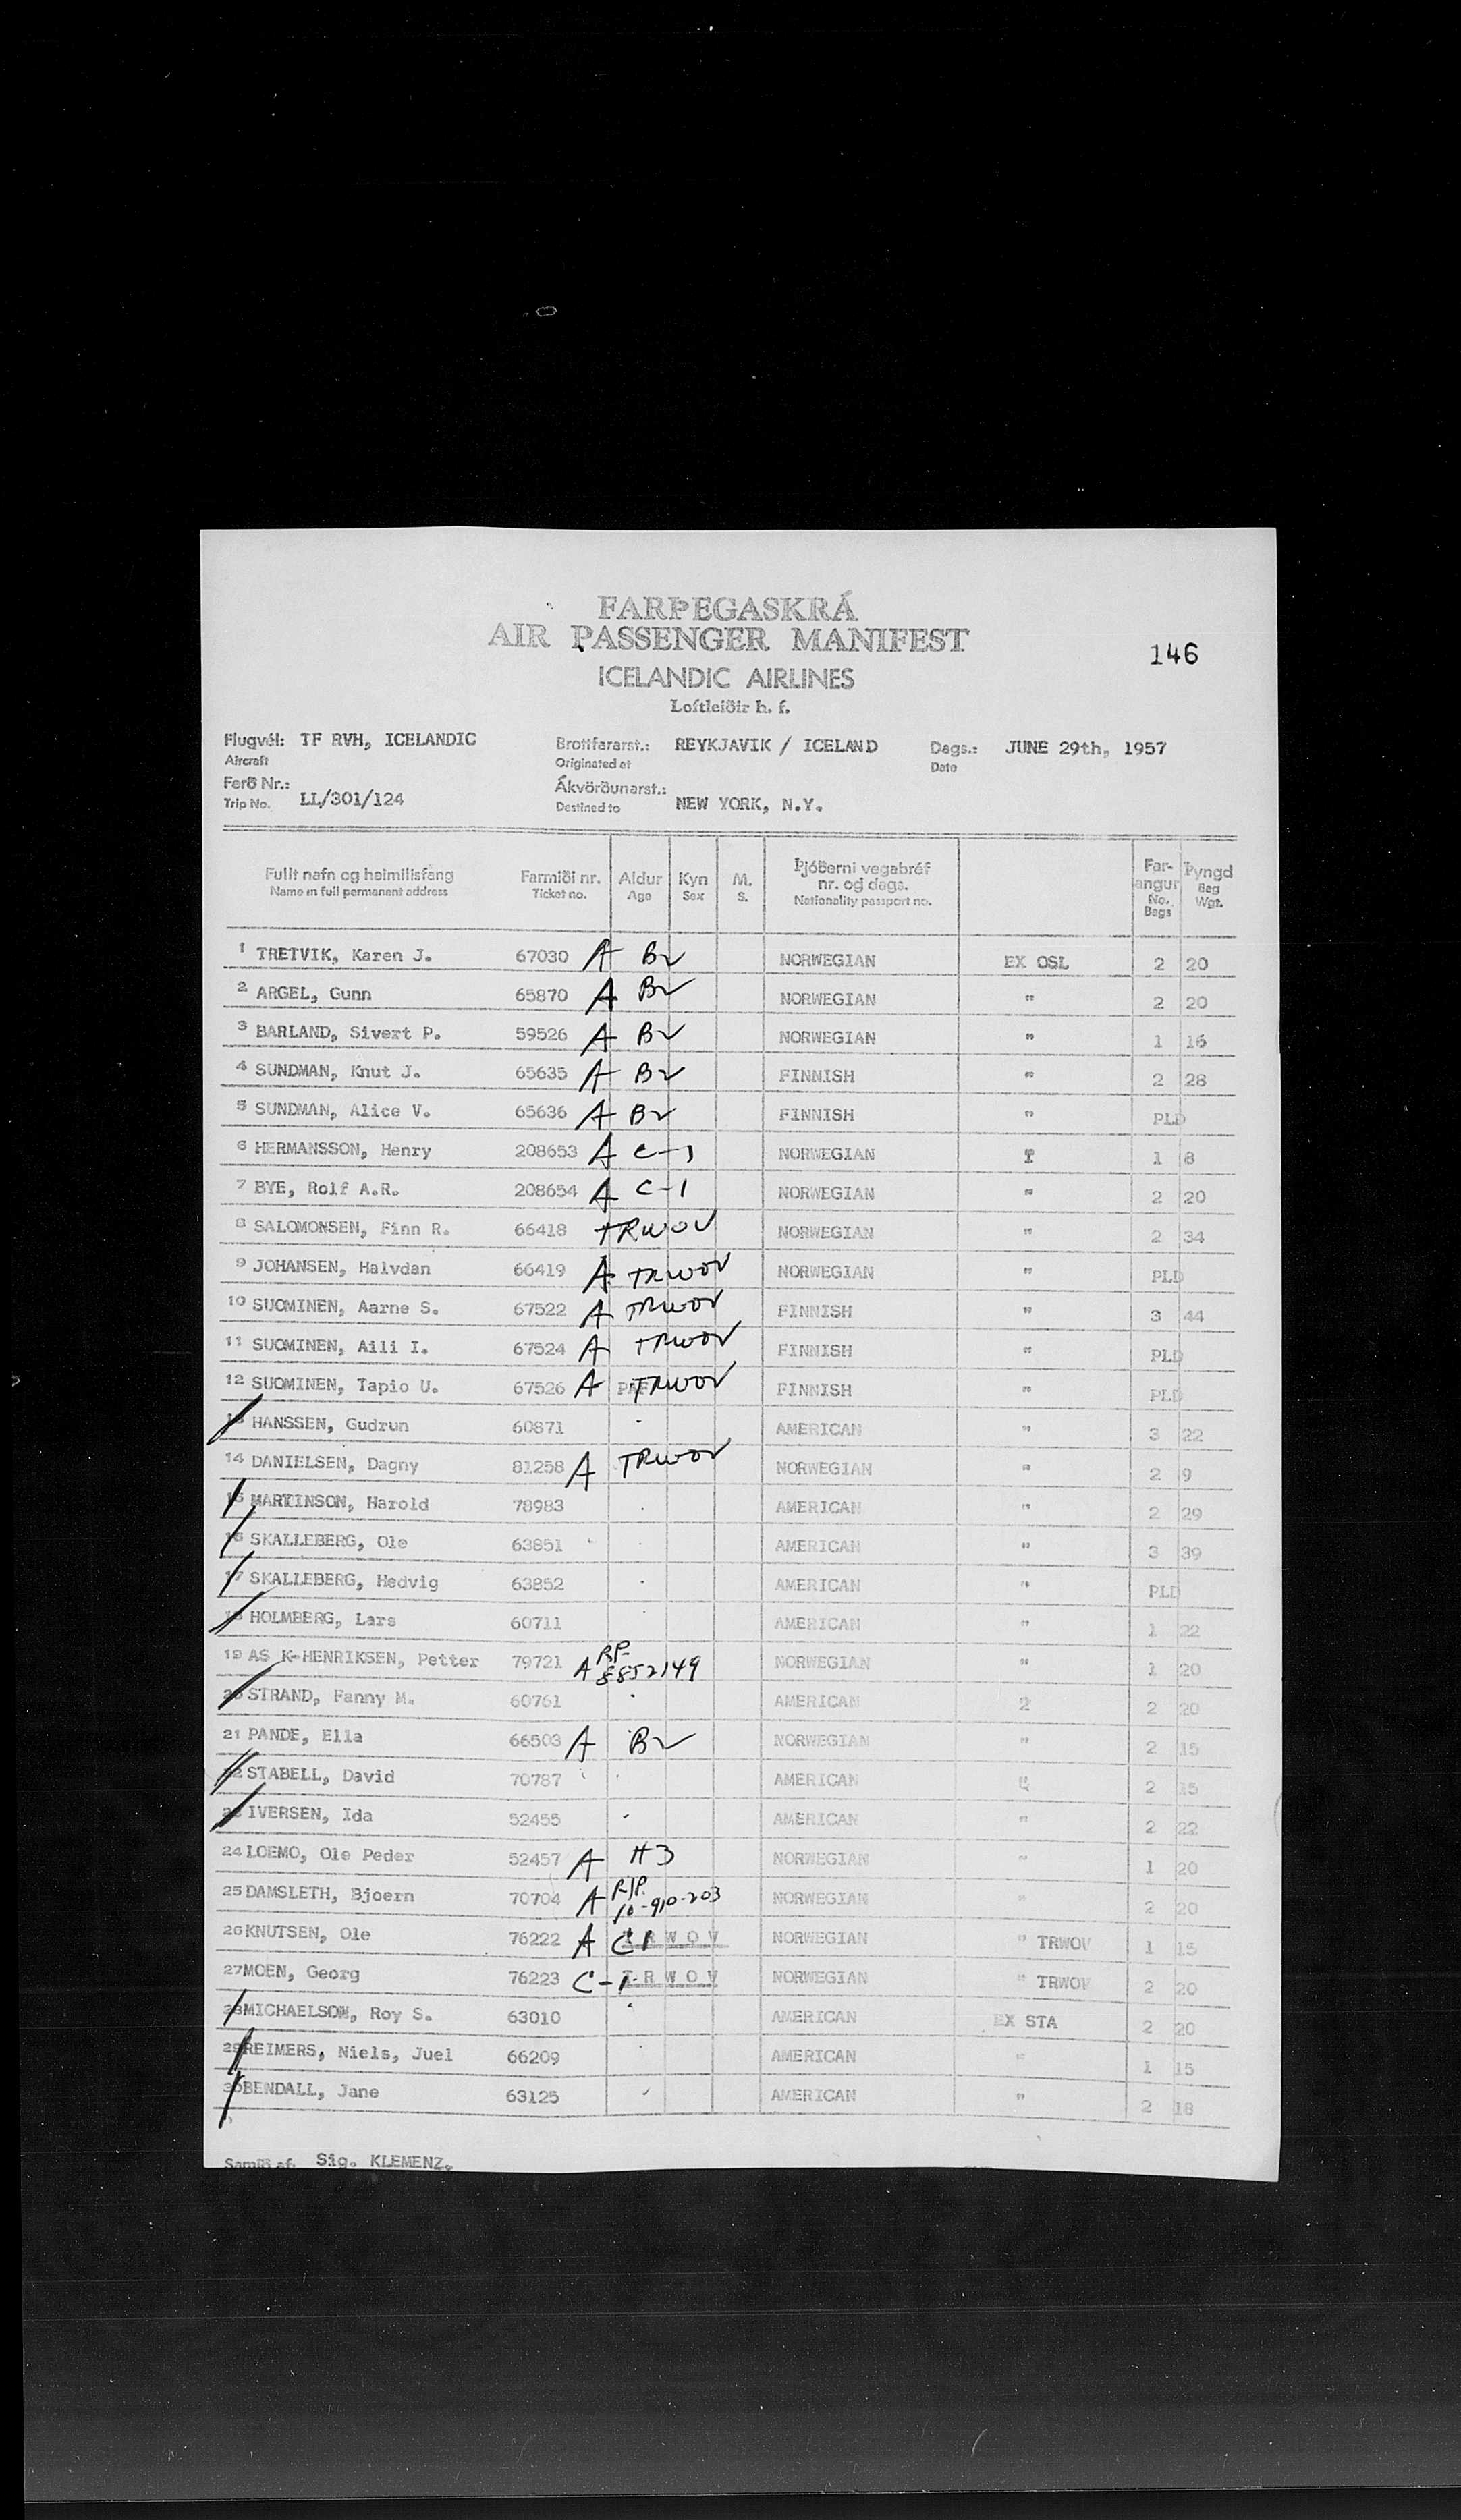 FARÞEGASKRÁ
AIR PASSENGER MANIFEST
146
ICELANDIC AIRLINES
Loftleiðir h. f.
Flugvél: TF RVH, ICELANDIC Brottfararst.: REYKJAVIK / ICELAND Dags.: JUNE 29th, 1957
Aircraft Originated at Date
Ferð Nr.: Ákvörðunarst.:
Trip No. LL/301/124 Destined to NEW YORK, N.Y.
Fullt nafn og heimilisfang Farmiði nr. Aldur Kyn M. Þjóðerni vegabréf nr. og dags. Far-angur Þyngd
Name in full permanent address Ticket no. Age Sex S. Nationality passport no. No. Bags Bag Wgt.
1 TRETVIK, Karen J. 67030 A B2 NORWEGIAN EX OSL 2 20
2 ARGEL, Gunn 65870 A B2 NORWEGIAN " 2 20
3 BARLAND, Sivert P. 59526 A B2 NORWEGIAN " 1 16
4 SUNDMAN, Knut J. 65635 A B2 FINNISH " 2 28
5 SUNDMAN, Alice V. 65636 A B2 FINNISH " PLD
6 HERMANSSON, Henry 208653 A C-1 NORWEGIAN 1 8
7 BYE, Rolf A.R. 208654 A C-1 NORWEGIAN " 2 20
8 SALOMONSEN, Finn R. 66418 TRWOV NORWEGIAN " 2 34
9 JOHANSEN, Halvdan 66419 A TRWOV NORWEGIAN " PLD
10 SUOMINEN, Aarne S. 67522 A TRWOV FINNISH " 3 44
11 SUOMINEN, Aili I. 67524 A TRWOV FINNISH " PLD
12 SUOMINEN, Tapio U. 67526 A TRWOV FINNISH " PLD
13 HANSSEN, Gudrun 60871 AMERICAN " 3 22
14 DANIELSEN, Dagny 81258 A TRWOV NORWEGIAN " 2 9
15 MARTINSON, Harold 78983 AMERICAN " 2 29
16 SKALLEBERG, Ole 63851 AMERICAN " 3 39
17 SKALLEBERG, Hedvig 63852 AMERICAN " PLD
18 HOLMBERG, Lars 60711 AMERICAN " 1 22
19 AS K-HENRIKSEN, Petter 79721 A RP. 8852149 NORWEGIAN " 1 20
20 STRAND, Fanny M. 60761 AMERICAN 2 2 20
21 PANDE, Ella 66503 A B2 NORWEGIAN " 2 15
22 STABELL, David 70787 AMERICAN 2 15
23 IVERSEN, Ida 52455 AMERICAN " 2 22
24 LOEMO, Ole Peder 52457 A H3 NORWEGIAN " 1 20
25 DAMSLETH, Bjoern 70704 A R/P. 10-910-203 NORWEGIAN " 2 20
26 KNUTSEN, Ole 76222 A C1 T R W O V NORWEGIAN " TRWOV 1 15
27 MOEN, Georg 76223 C-1 T R W O V NORWEGIAN " TRWOV 2 20
28 MICHAELSON, Roy S. 63010 AMERICAN EX STA 2 20
29 REIMERS, Niels, Juel 66209 AMERICAN " 1 15
30 BENDALL, Jane 63125 AMERICAN " 2 18
Samið af. Sig. KLEMENZ.